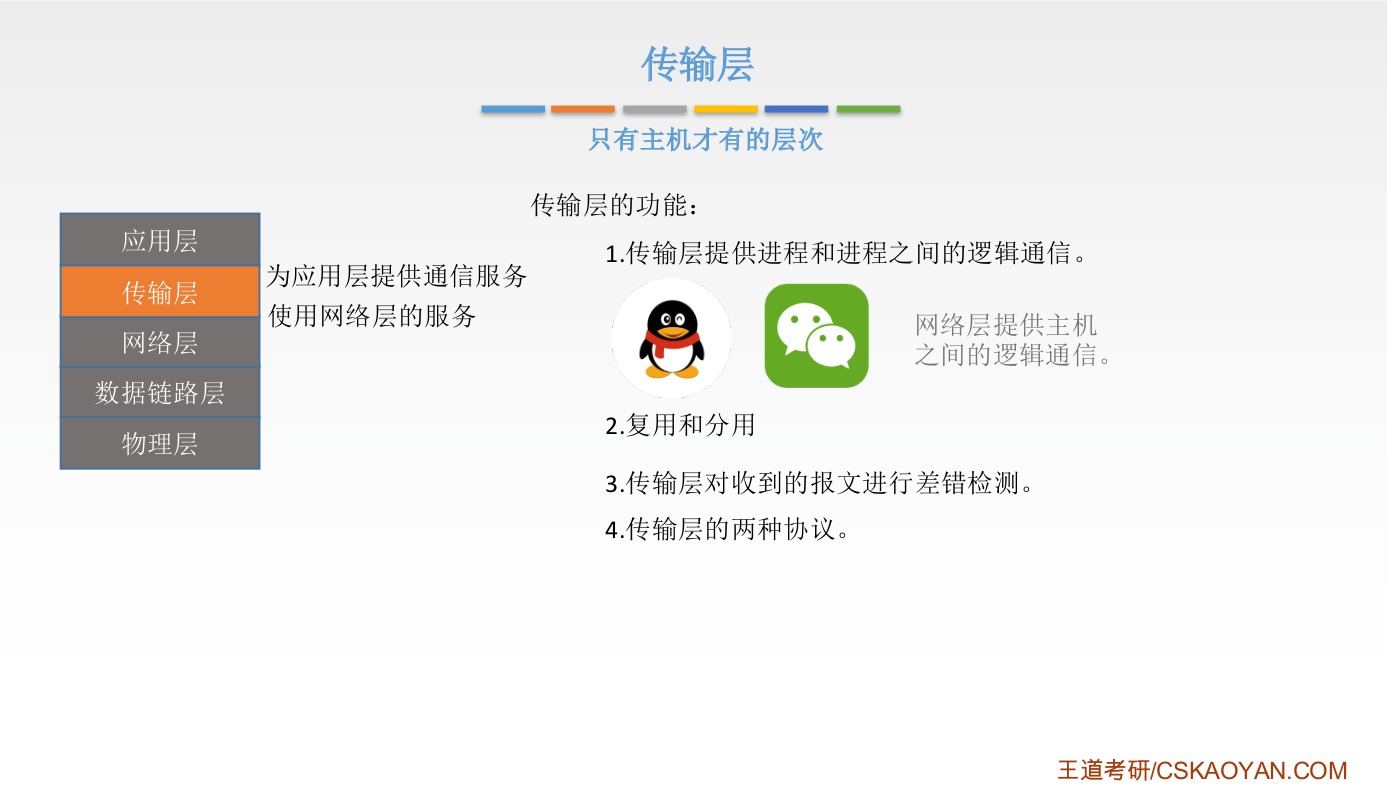 传输层
只有主机才有的层次
应用层
传输层
网络层
数据链路层
物理层
为应用层提供通信服务
使用网络层的服务
传输层的功能：
1.传输层提供进程和进程之间的逻辑通信。
网络层提供主机
之间的逻辑通信。
2.复用和分用
3.传输层对收到的报文进行差错检测。
4.传输层的两种协议。
王道考研/CSKAOYAN.COM